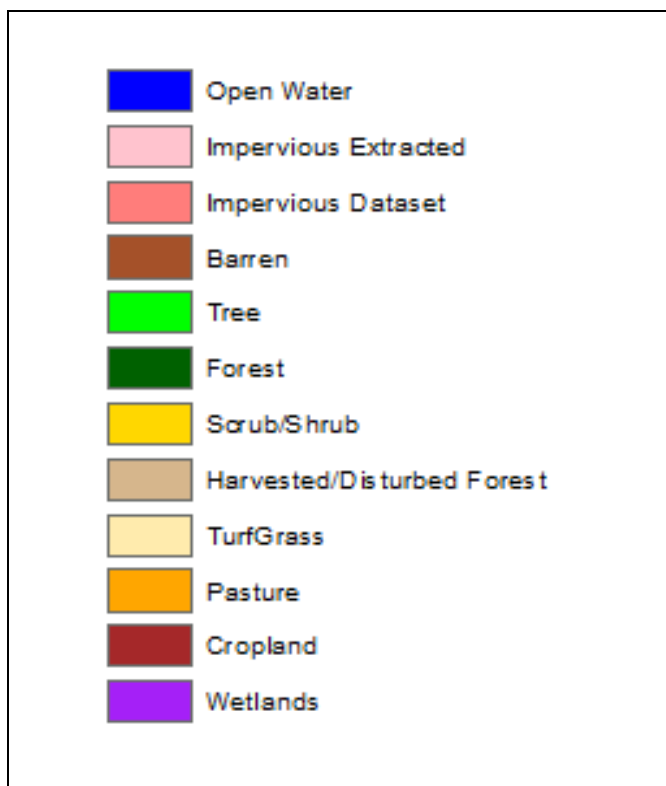 Open Water
Impervious Extracted
Impervious Dataset
Barren
Tree
Forest
Scrub/Shrub
Harvested/Disturbed Forest
TurfGrass
Pasture
Cropland
Wetlands